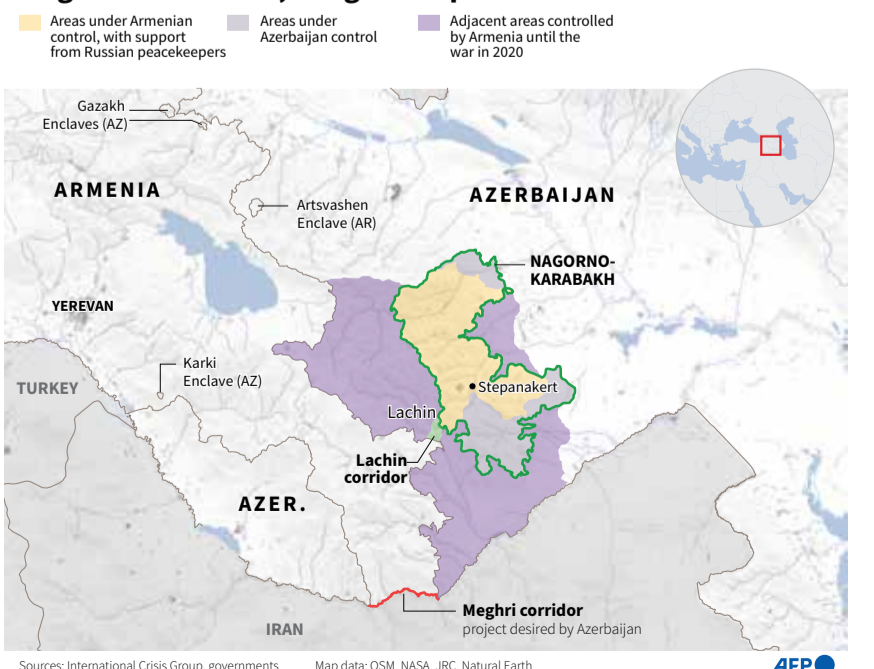 Areas under Armenian
control, with support
from Russian peacekeepers
Areas under
Azerbaijan control
Adjacent areas controlled
by Armenia until the
war in 2020
Gazakh
Enclaves (AZ)
ARMENIA
Artsvashen
Enclave (AR)
AZERBAIJAN
NAGORNO-
KARABAKH
YEREVAN
Karki
Enclave (AZ)
TURKEY
Stepanakert
Lachin
Lachin
corridor
AZER.
Meghri corridor
project desired by Azerbaijan
IRAN
Sources: International Crisis Group, governments
Map data: OSM, NASA, JRC, Natural Earth
AFP